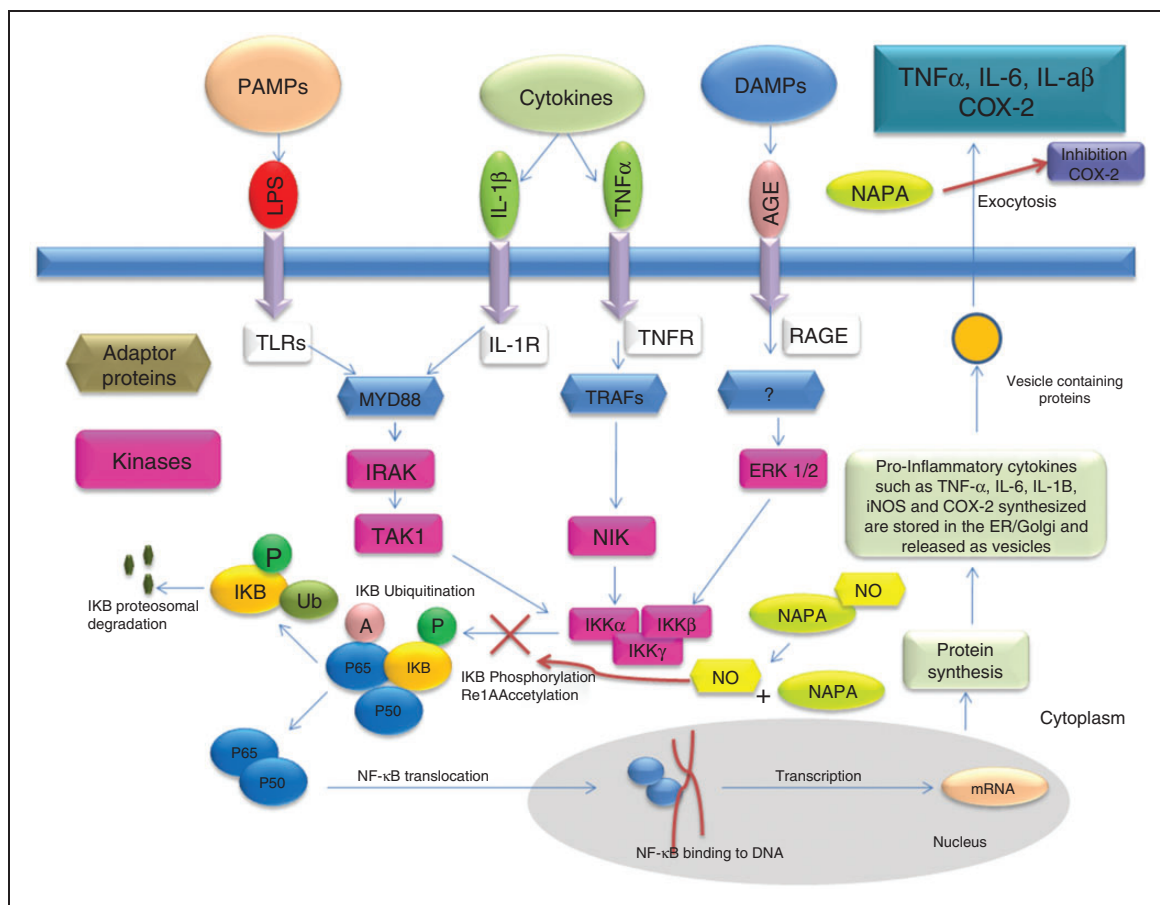 PAMPs
Cytokines
DAMPs
TNFα, IL-6, IL-aβ
COX-2
Inhibition
COX-2
NAPA
Exocytosis
LPS
IL-1β
TNFα
AGE
TLRs
IL-1R
TNFR
RAGE
Adaptor
proteins
MYD88
TRAFs
?
Vesicle containing
proteins
Kinases
IRAK
ERK 1/2
Pro-Inflammatory cytokines
such as TNF-α, IL-6, IL-1B,
iNOS and COX-2 synthesized
are stored in the ER/Golgi and
released as vesicles
TAK1
NIK
P
IKB
Ub
IKB proteosomal
degradation
IKB Ubiquitination
A
P
P65
IKB
P50
IKKα
IKKβ
IKKγ
NO
NAPA
IKB Phosphorylation
Re1AAccetylation
NO
+
NAPA
Protein
synthesis
Cytoplasm
P65
P50
NF-κB translocation
Transcription
mRNA
NF-κB binding to DNA
Nucleus